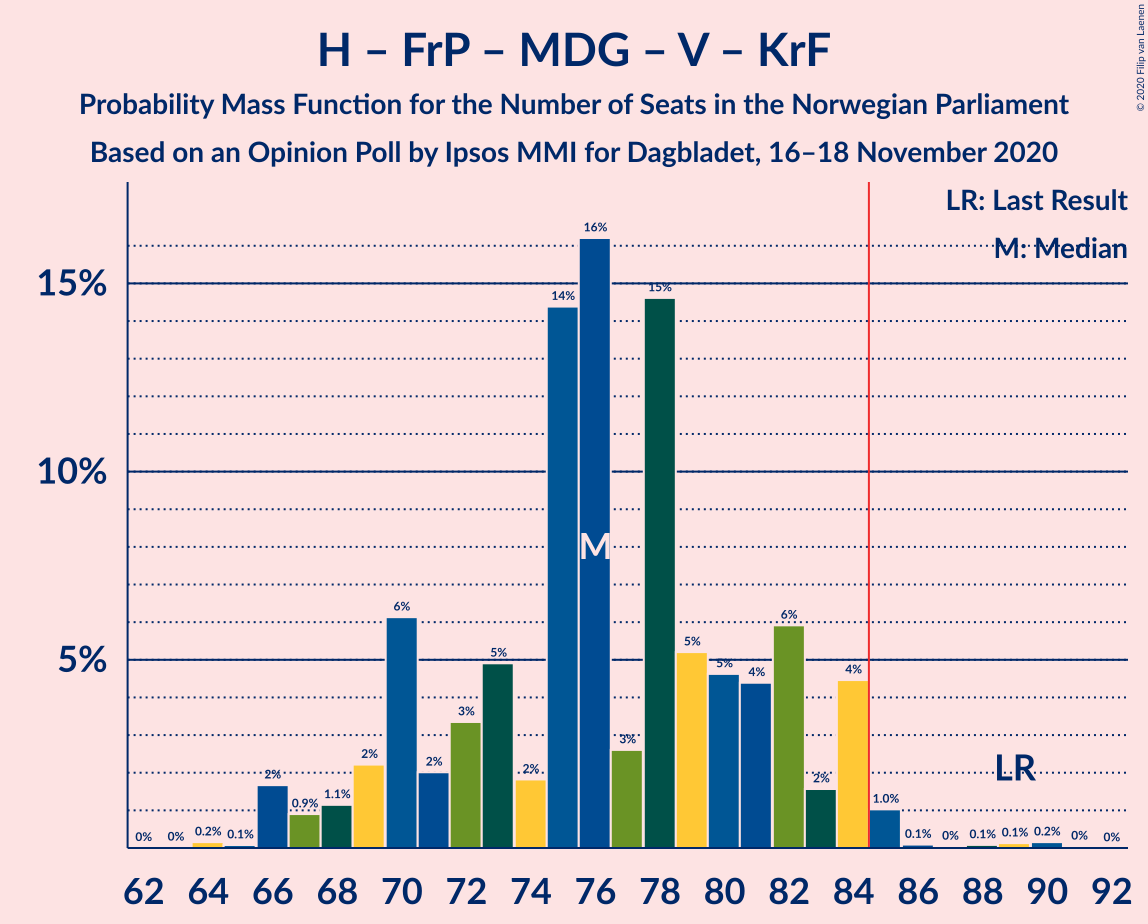 H – FrP – MDG – V – KrF
Probability Mass Function for the Number of Seats in the Norwegian Parliament
Based on an Opinion Poll by Ipsos MMI for Dagbladet, 16–18 November 2020
© 2020 Filip van Laenen
LR: Last Result
M: Median
15%
10%
5%
0% 0% 0.2% 0.1% 2% 0.9% 1.1% 2% 6% 2% 3% 5% 2% 14% 16% 3% 15% 5% 5% 4% 6% 2% 4% 1.0% 0.1% 0% 0.1% 0.1% 0.2% 0% 0%
M
LR
62 64 66 68 70 72 74 76 78 80 82 84 86 88 90 92